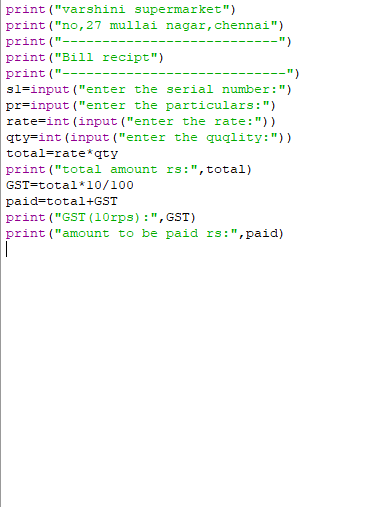 print("varshini supermarket")
print("no,27 mullai nagar,chennai")
print("---------------------------")
print("Bill recipt")
print("----------------------------")
sl=input("enter the serial number:")
pr=input("enter the particulars:")
rate=int(input("enter the rate:"))
qty=int(input("enter the quqlity:"))
total=rate*qty
print("total amount rs:",total)
GST=total*10/100
paid=total+GST
print("GST(10rps):",GST)
print("amount to be paid rs:",paid)